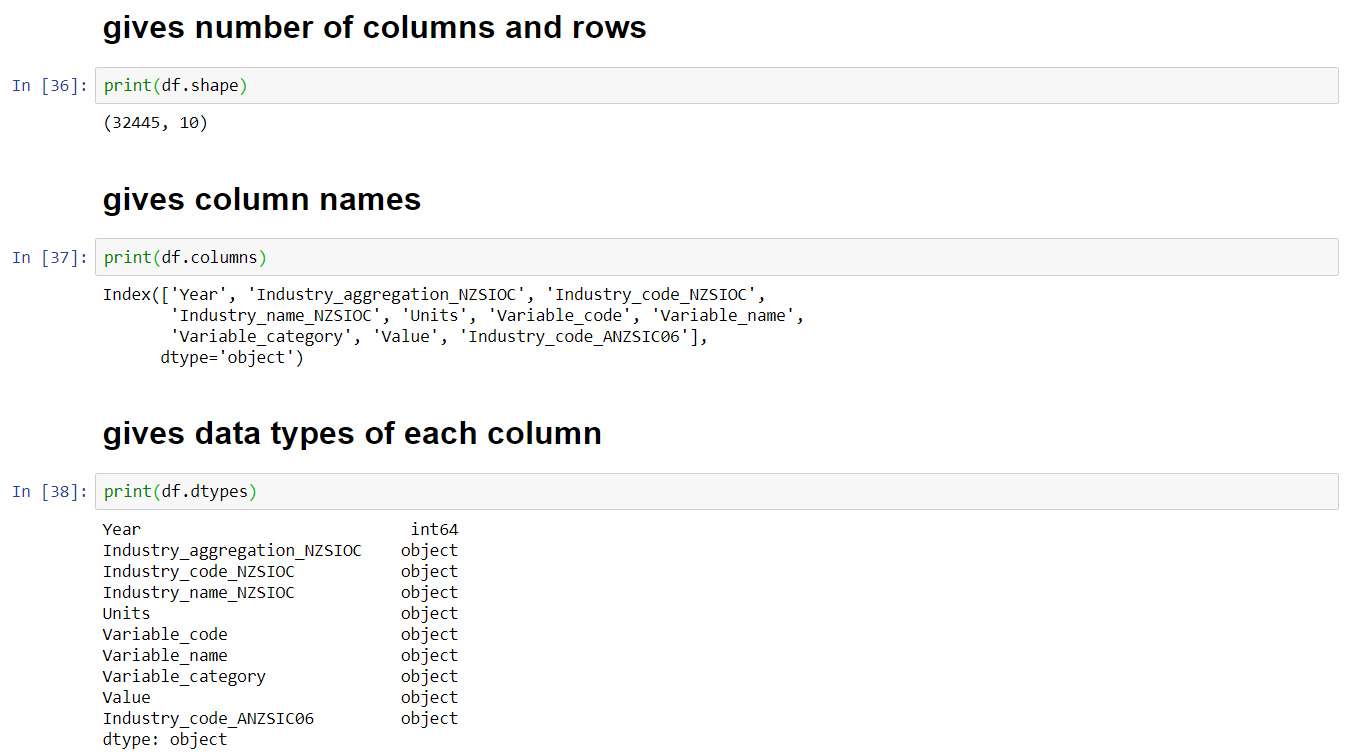 gives number of columns and rows
In [36]: print(df.shape)
(32445, 10)
gives column names
In [37]: print(df.columns)
Index(['Year', 'Industry_aggregation_NZSIOC', 'Industry_code_NZSIOC',
       'Industry_name_NZSIOC', 'Units', 'Variable_code', 'Variable_name',
       'Variable_category', 'Value', 'Industry_code_ANZSIC06'],
      dtype='object')
gives data types of each column
In [38]: print(df.dtypes)
Year                            int64
Industry_aggregation_NZSIOC    object
Industry_code_NZSIOC           object
Industry_name_NZSIOC           object
Units                          object
Variable_code                  object
Variable_name                  object
Variable_category              object
Value                          object
Industry_code_ANZSIC06         object
dtype: object